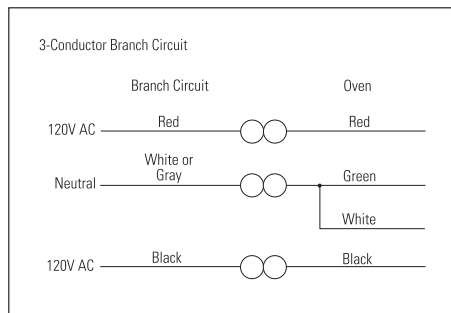 3-Conductor Branch Circuit
Branch Circuit Oven
120V AC Red Red
White or
Gray
Neutral Green
White
120V AC Black Black